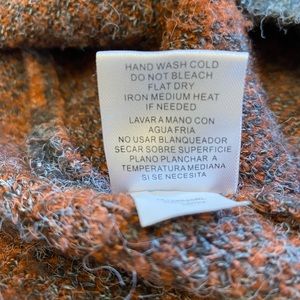 HAND WASH COLD
DO NOT BLEACH
FLAT DRY
IRON MEDIUM HEAT
IF NEEDED
LAVAR A MANO CON
AGUA FRIA
NO USAR BLANQUEADOR
SECAR SOBRE SUPERFICIE
PLANO PLANCHAR A
TEMPERATURA MEDIANA
SI SE NECESITA